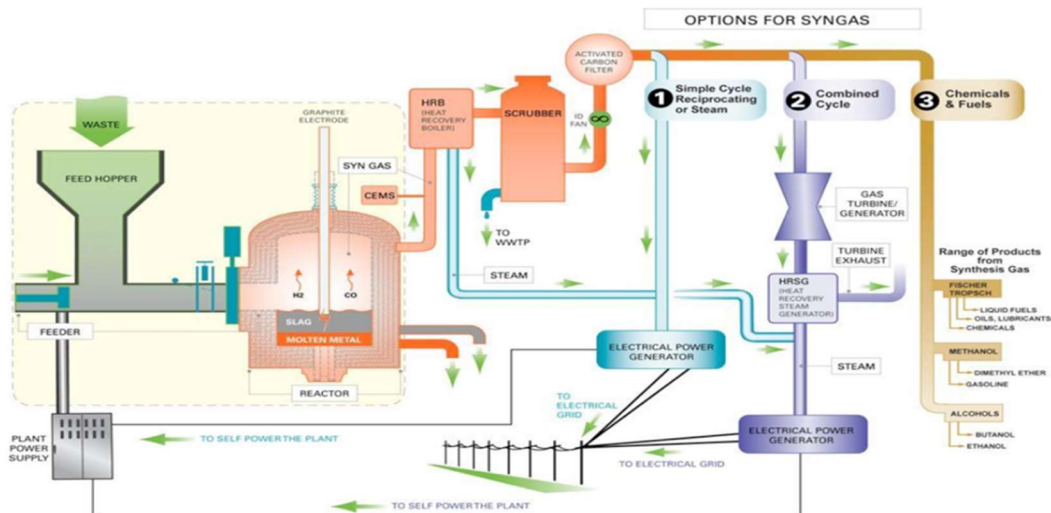 OPTIONS FOR SYNGAS
WASTE
FEED HOPPER
FEEDER
PLANT
POWER
SUPPLY
GRAPHITE
ELECTRODE
SYN GAS
CEMS
H2
CO
SLAG
MOLTEN METAL
REACTOR
HRB
(HEAT
RECOVERY
BOILER)
SCRUBBER
TO
WWTP
STEAM
ID
FAN
ACTIVATED
CARBON
FILTER
1
Simple Cycle
Reciprocating
or Steam
2
Combined
Cycle
3
Chemicals
& Fuels
GAS
TURBINE/
GENERATOR
TURBINE
EXHAUST
HRSG
(HEAT
RECOVERY
STEAM
GENERATOR)
STEAM
ELECTRICAL POWER
GENERATOR
ELECTRICAL POWER
GENERATOR
TO
ELECTRICAL
GRID
TO ELECTRICAL GRID
TO SELF POWER THE PLANT
TO SELF POWER THE PLANT
Range of Products
from
Synthesis Gas
FISCHER
TROPSCH
LIQUID FUELS
OILS, LUBRICANTS
CHEMICALS
METHANOL
DIMETHYL ETHER
GASOLINE
ALCOHOLS
BUTANOL
ETHANOL